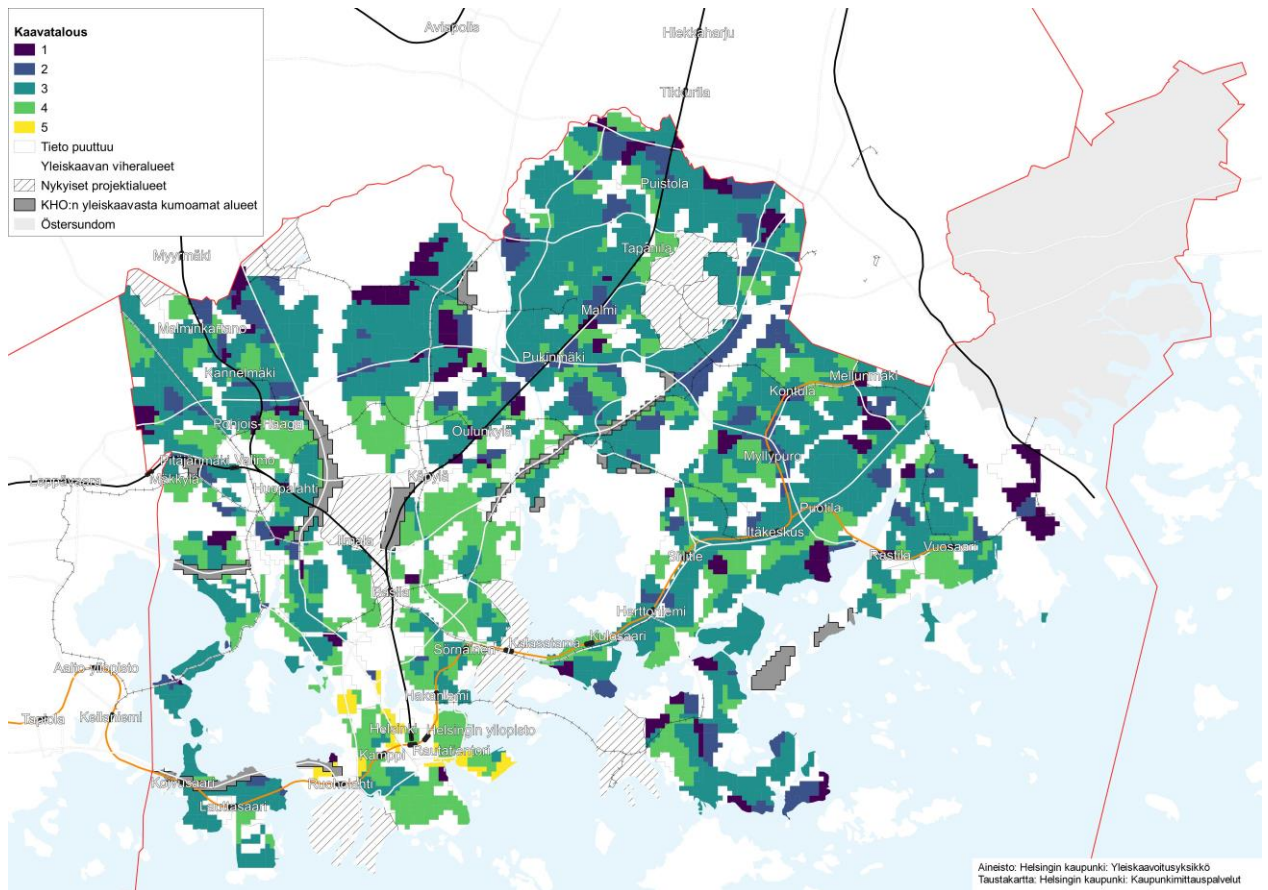 Kaavatalous
1
2
3
4
5
Tieto puuttuu
Yleiskaavan viheralueet
Nykyiset projektialueet
KHO:n yleiskaavasta kumoamat alueet
Östersundom
Aviapolis
Hiekkaharju
Tikkurila
Puistola
Tapanila
Myyrmäki
Malminkartano
Malmi
Kannelmäki
Pukinmäki
Mellunmäki
Kontula
Pohjois-Haaga
Oulunkylä
Pitäjänmäki
Valimo
Myllypuro
Leppävaara
Mäkkylä
Huopalahti
Käpylä
Puotila
Itäkeskus
Ilmala
Siilitie
Rastila
Vuosaari
Pasila
Herttoniemi
Sörnäinen
Kalasatama
Kulosaari
Aalto-yliopisto
Hakaniemi
Tapiola
Keilaniemi
Helsinki
Helsingin yliopisto
Rautatientori
Kamppi
Koivusaari
Ruoholahti
Lauttasaari
Aineisto: Helsingin kaupunki: Yleiskaavoitusyksikkö
Taustakartta: Helsingin kaupunki: Kaupunkimittauspalvelut